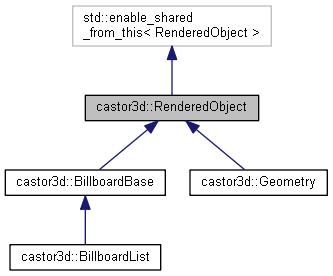 std::enable_shared
_from_this< RenderedObject >
castor3d::RenderedObject
castor3d::BillboardBase
castor3d::Geometry
castor3d::BillboardList